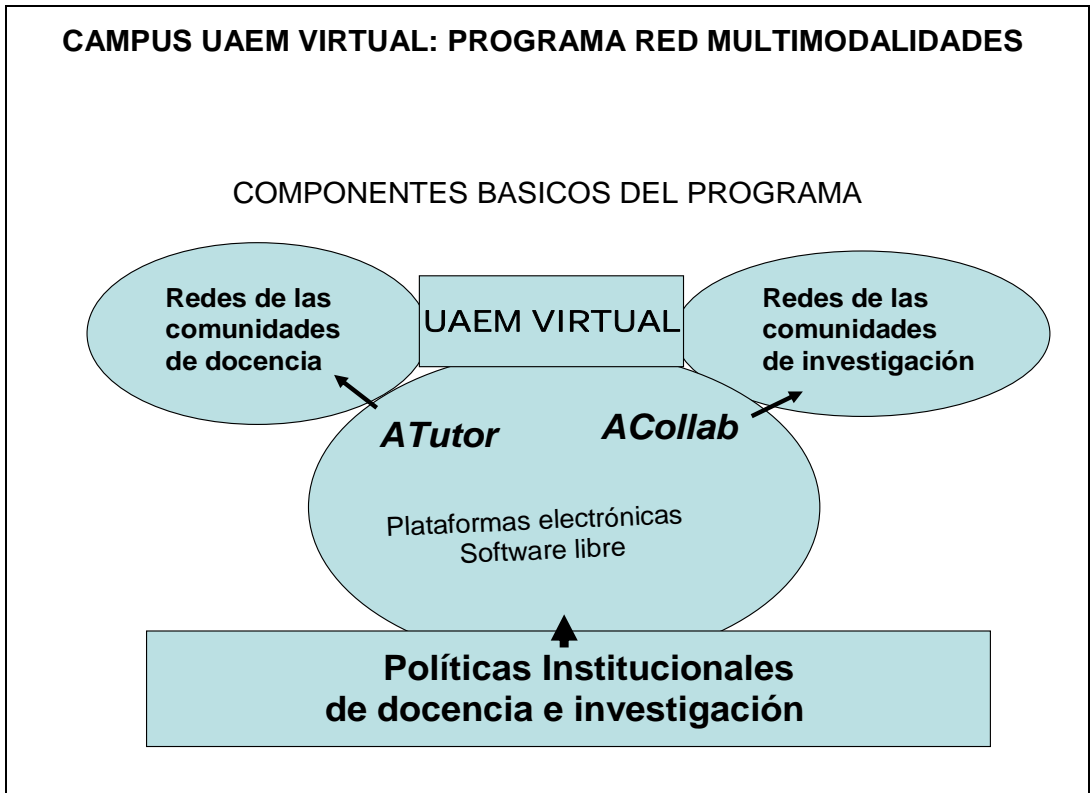 CAMPUS UAEM VIRTUAL: PROGRAMA RED MULTIMODALIDADES
COMPONENTES BASICOS DEL PROGRAMA
Redes de las
comunidades
de docencia
UAEM VIRTUAL
Redes de las
comunidades
de investigación
ATutor
ACollab
Plataformas electrónicas
Software libre
Políticas Institucionales
de docencia e investigación